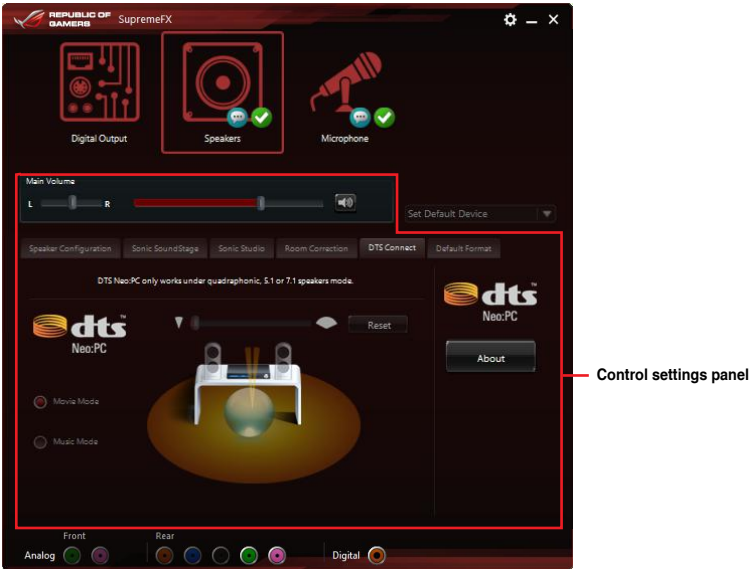 REPUBLIC OF
GAMERS
SupremeFX
Digital Output
Speakers
Microphone
Main Volume
L
R
Set Default Device
Speaker Configuration
Sonic SoundStage
Sonic Studio
Room Correction
DTS Connect
Default Format
DTS Neo:PC only works under quadraphonic, 5.1 or 7.1 speakers mode.
dts™
Neo:PC
Reset
dts™
Neo:PC
About
Control settings panel
Movie Mode
Music Mode
Front
Rear
Analog
Digital